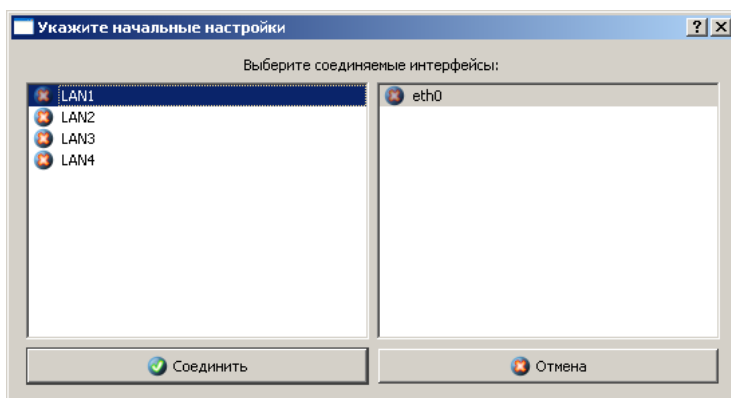 Укажите начальные настройки
Выберите соединяемые интерфейсы:
LAN1
LAN2
LAN3
LAN4
eth0
Соединить
Отмена